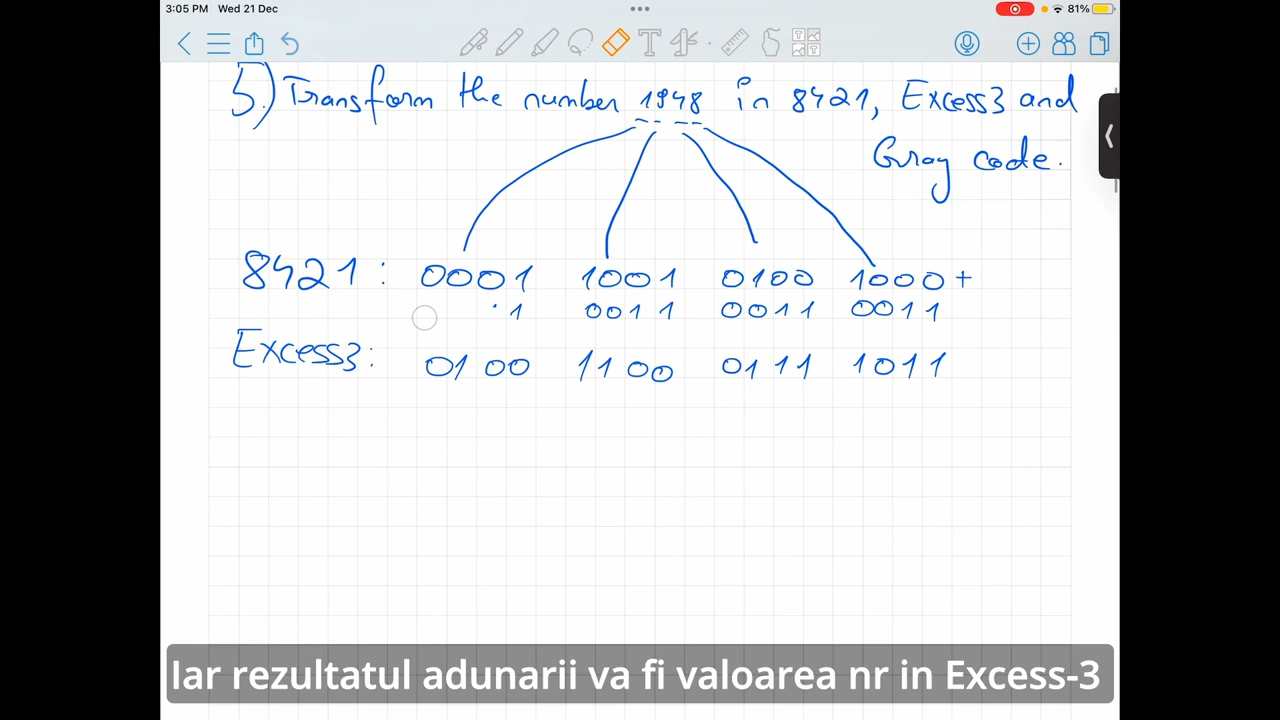 3:05 PM Wed 21 Dec
81%
5.) Transform the number 1948 in 8421, Excess3 and
Gray code.
8421: 0001 1001 0100 1000 +
1 0011 0011 0011
Excess3: 0100 1100 0111 1011
Iar rezultatul adunarii va fi valoarea nr in Excess-3